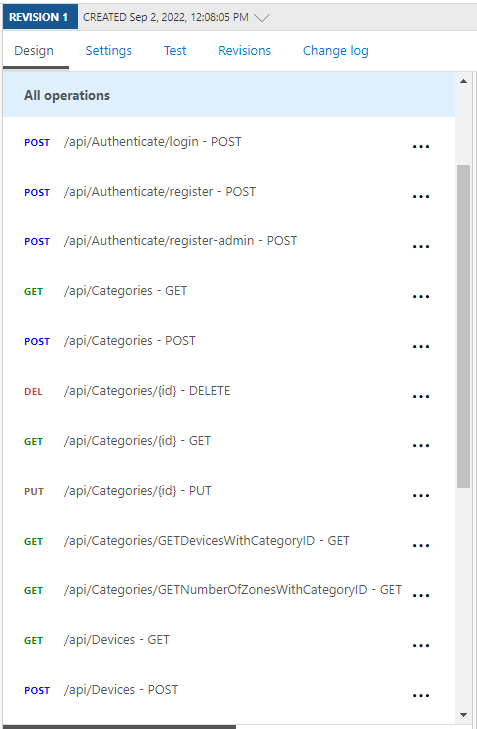 REVISION 1 CREATED Sep 2, 2022, 12:08:05 PM
Design Settings Test Revisions Change log
All operations
POST /api/Authenticate/login - POST
POST /api/Authenticate/register - POST
POST /api/Authenticate/register-admin - POST
GET /api/Categories - GET
POST /api/Categories - POST
DEL /api/Categories/{id} - DELETE
GET /api/Categories/{id} - GET
PUT /api/Categories/{id} - PUT
GET /api/Categories/GETDevicesWithCategoryID - GET
GET /api/Categories/GETNumberOfZonesWithCategoryID - GET
GET /api/Devices - GET
POST /api/Devices - POST